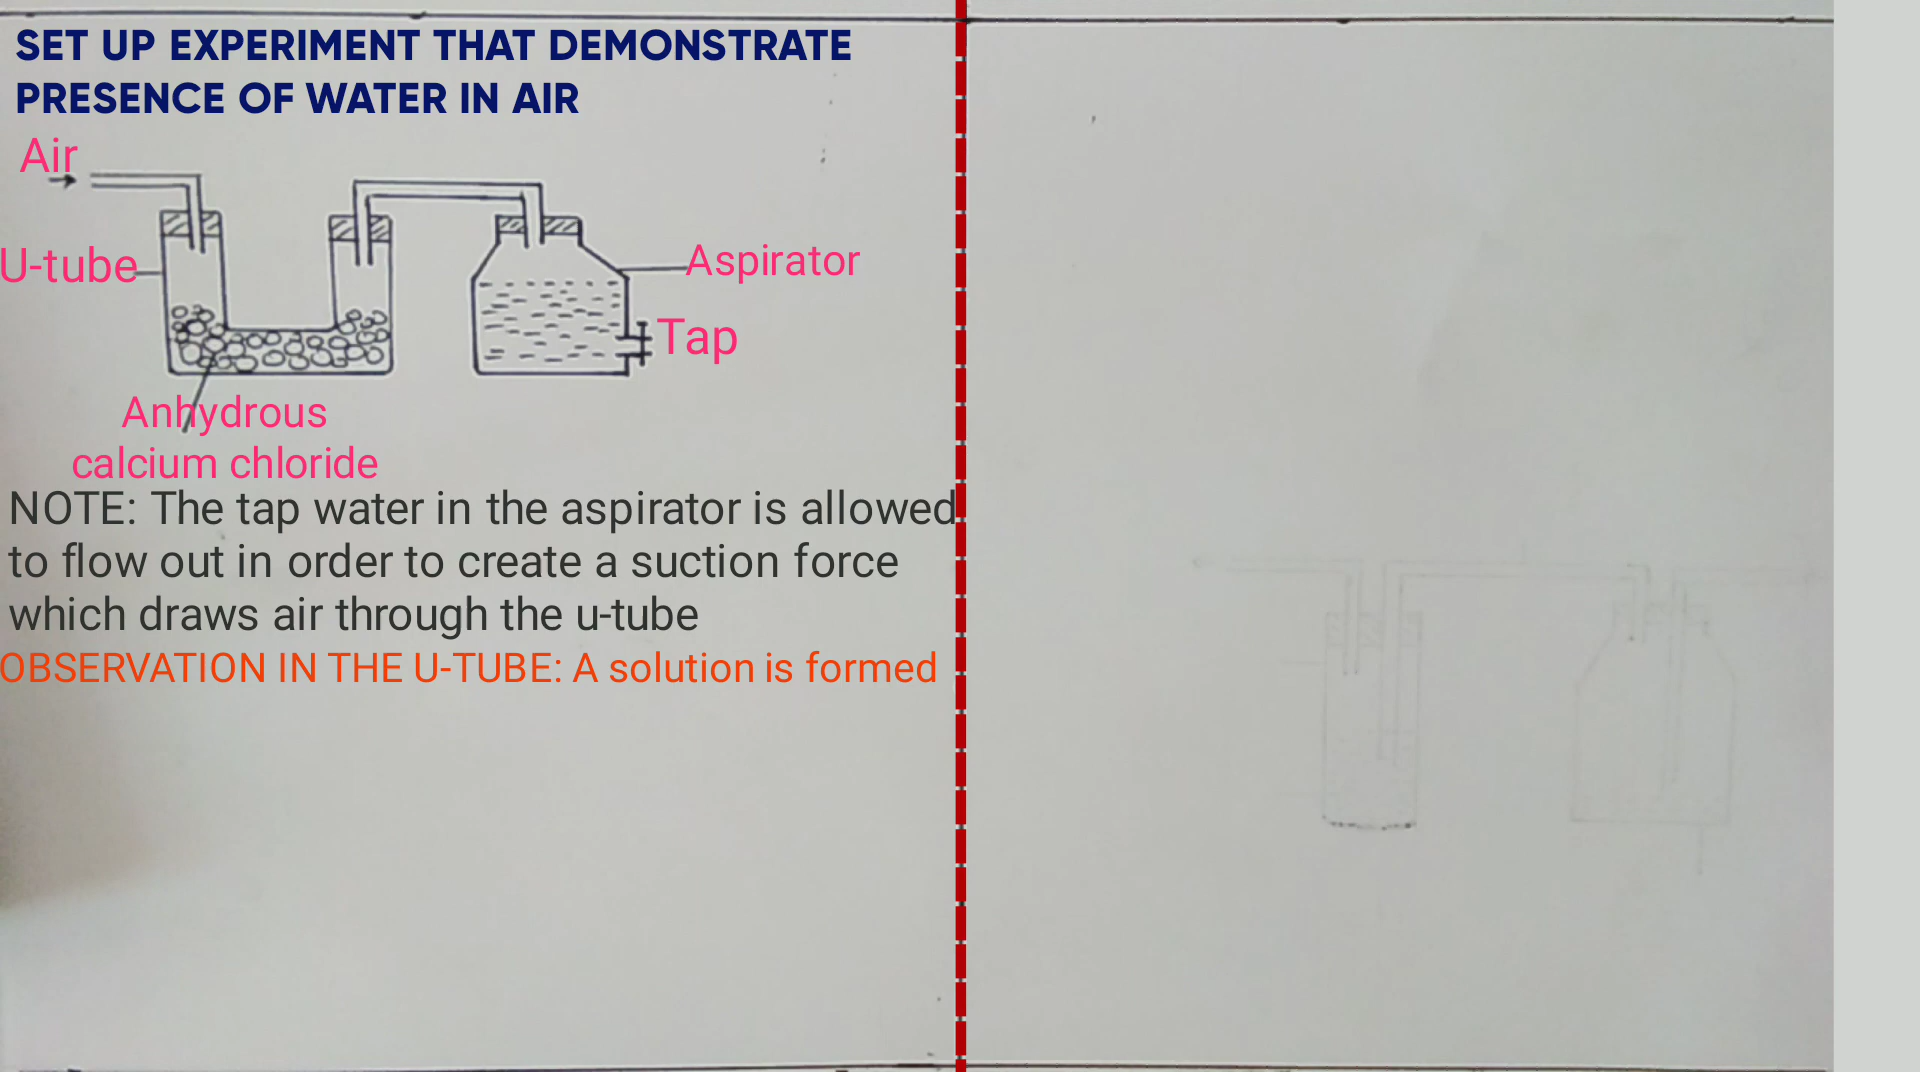 SET UP EXPERIMENT THAT DEMONSTRATE
PRESENCE OF WATER IN AIR
Air
U-tube
Aspirator
Tap
Anhydrous
calcium chloride
NOTE: The tap water in the aspirator is allowed
to flow out in order to create a suction force
which draws air through the u-tube
OBSERVATION IN THE U-TUBE: A solution is formed